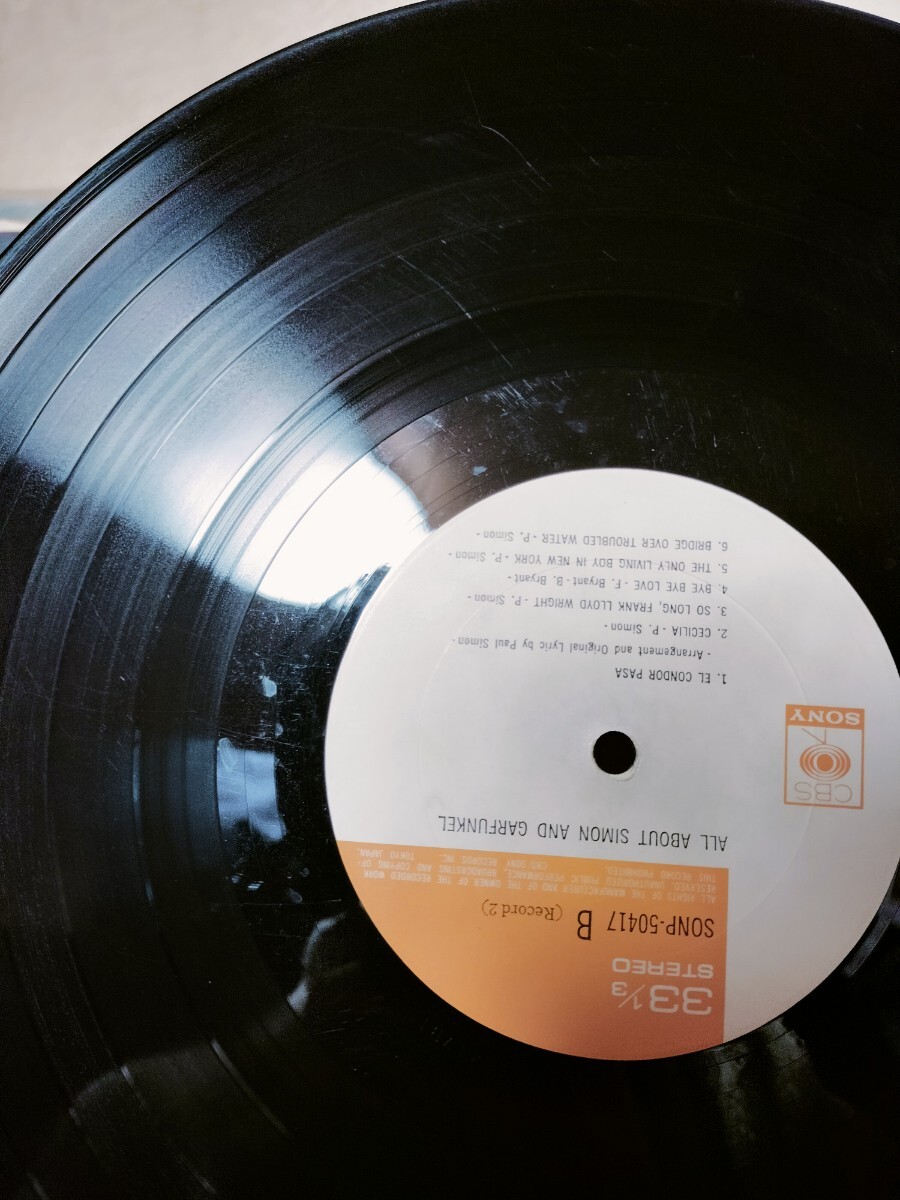 33 1/3
STEREO
SONP-50417 B (Record 2)
ALL RIGHTS OF THE MANUFACTURER AND OF THE OWNER OF THE RECORDED WORK
RESERVED. UNAUTHORIZED PUBLIC PERFORMANCE, BROADCASTING AND COPYING OF
THIS RECORD PROHIBITED. CBS/SONY RECORDS INC. TOKYO JAPAN
ALL ABOUT SIMON AND GARFUNKEL
CBS
SONY
1. EL CONDOR PASA
- Arrangement and Original Lyric by Paul Simon -
2. CECILIA - P. Simon -
3. SO LONG, FRANK LLOYD WRIGHT - P. Simon -
4. BYE BYE LOVE - F. Bryant - B. Bryant -
5. THE ONLY LIVING BOY IN NEW YORK - P. Simon -
6. BRIDGE OVER TROUBLED WATER - P. Simon -